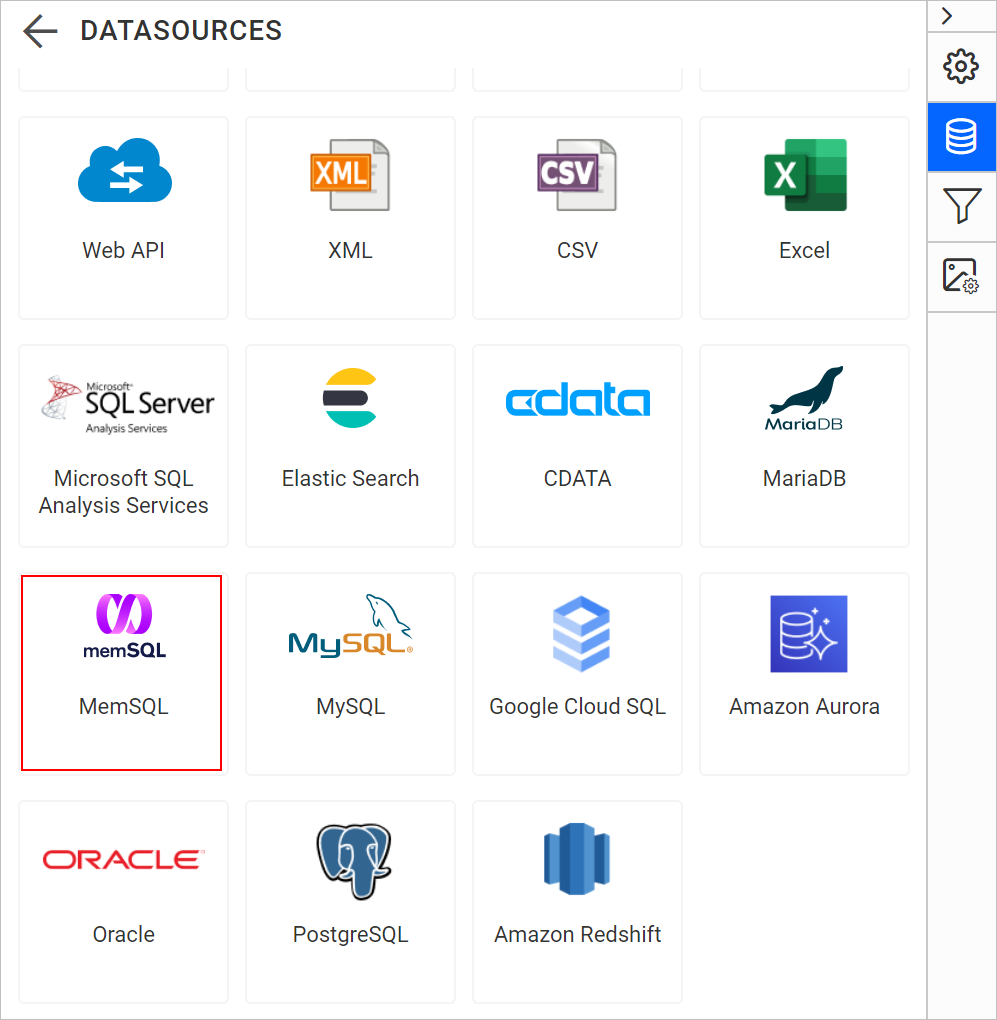 DATASOURCES
XML
CSV
X
Web API
XML
CSV
Excel
Microsoft®
SQL Server
Analysis Services
cdata
MariaDB
Microsoft SQL
Analysis Services
Elastic Search
CDATA
MariaDB
memSQL
MySQL®
MemSQL
MySQL
Google Cloud SQL
Amazon Aurora
ORACLE
Oracle
PostgreSQL
Amazon Redshift